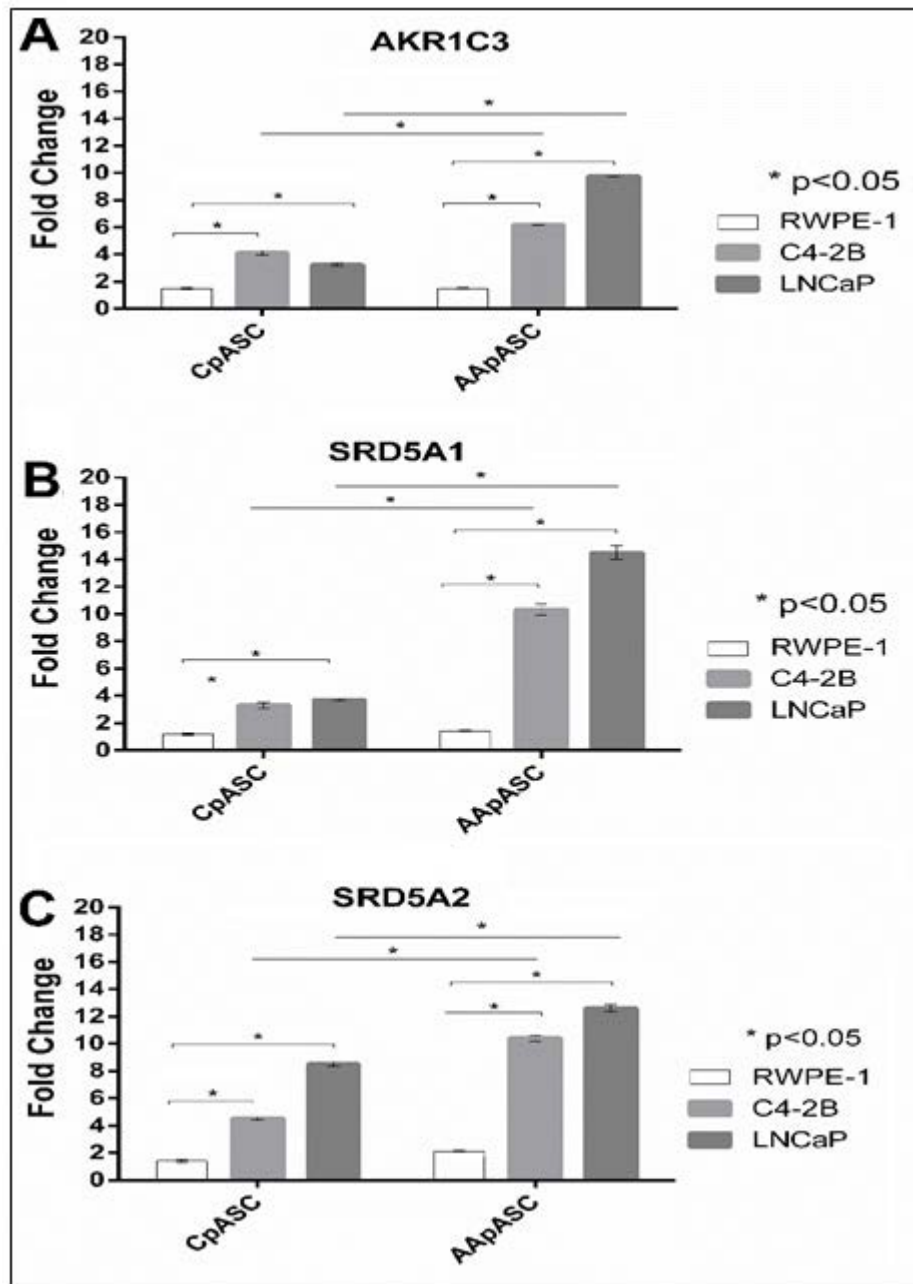 A
AKR1C3
Fold Change
20
18
16
14
12
10
8
6
4
2
0
*
*
*
*
*
*
CpASC
AApASC
* p<0.05
RWPE-1
C4-2B
LNCaP
B
SRD5A1
Fold Change
20
18
16
14
12
10
8
6
4
2
0
*
*
*
*
*
*
CpASC
AApASC
* p<0.05
RWPE-1
C4-2B
LNCaP
C
SRD5A2
Fold Change
20
18
16
14
12
10
8
6
4
2
0
*
*
*
*
*
*
CpASC
AApASC
* p<0.05
RWPE-1
C4-2B
LNCaP